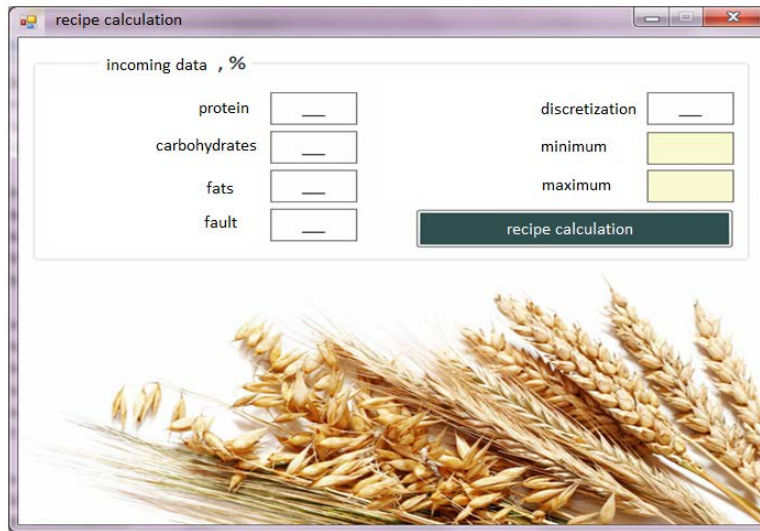 recipe calculation
incoming data , %
protein
carbohydrates
fats
fault
discretization
minimum
maximum
recipe calculation